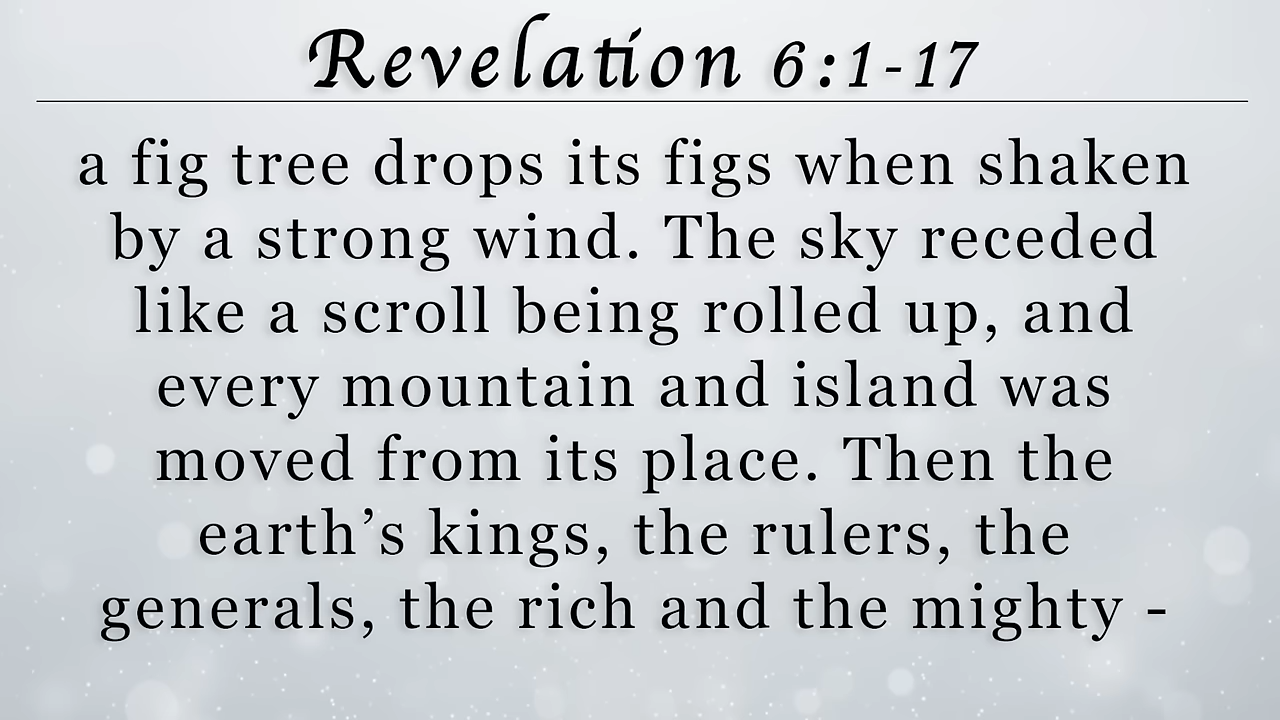 Revelation 6:1-17
a fig tree drops its figs when shaken
by a strong wind. The sky receded
like a scroll being rolled up, and
every mountain and island was
moved from its place. Then the
earth’s kings, the rulers, the
generals, the rich and the mighty -